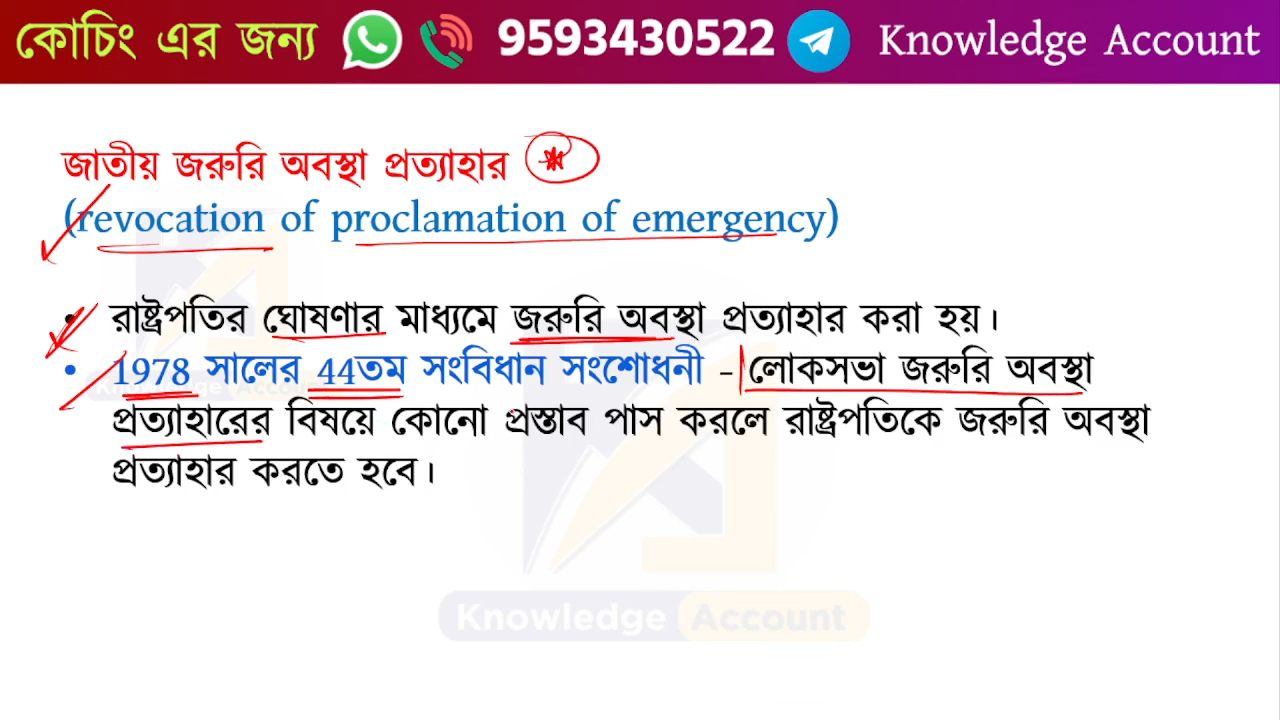 কোচিং এর জন্য 9593430522 Knowledge Account
জাতীয় জরুরি অবস্থা প্রত্যাহার
(revocation of proclamation of emergency)
• রাষ্ট্রপতির ঘোষণার মাধ্যমে জরুরি অবস্থা প্রত্যাহার করা হয়।
• 1978 সালের 44তম সংবিধান সংশোধনী - লোকসভা জরুরি অবস্থা
প্রত্যাহারের বিষয়ে কোনো প্রস্তাব পাস করলে রাষ্ট্রপতিকে জরুরি অবস্থা
প্রত্যাহার করতে হবে।
Knowledge Account